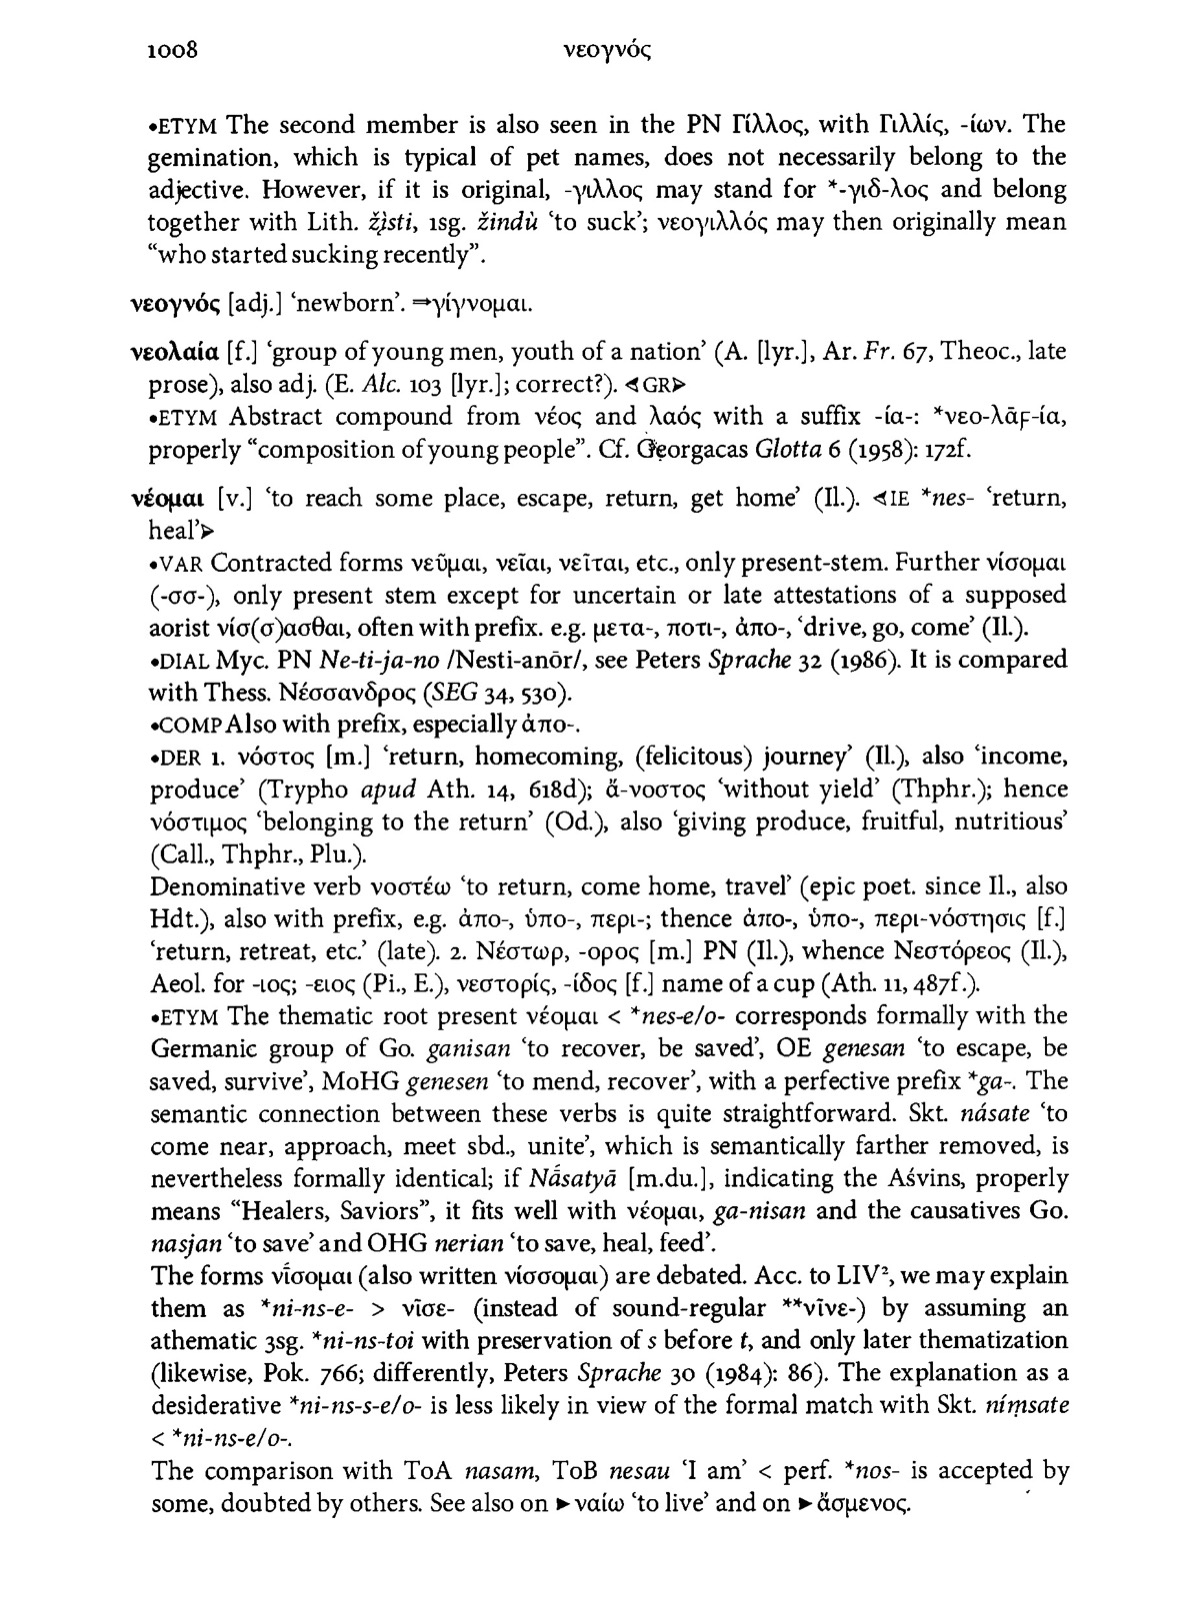 1008
νεογνός
•ETYM The second member is also seen in the PN Γίλλος, with Γιλλίς, -ίων. The
gemination, which is typical of pet names, does not necessarily belong to the
adjective. However, if it is original, -γιλλος may stand for *-γιδ-λος and belong
together with Lith. žį̀sti, 1sg. žindù ‘to suck’; νεογιλλός may then originally mean
“who started sucking recently”.
νεογνός [adj.] ‘newborn’. ⇒γίγνομαι.
νεολαία [f.] ‘group of young men, youth of a nation’ (A. [lyr.], Ar. Fr. 67, Theoc., late
prose), also adj. (E. Alc. 103 [lyr.]; correct?). ⋖GR⋗
•ETYM Abstract compound from νέος and λαός with a suffix -ία-: *νεο-λᾱϝ-ία,
properly “composition of young people”. Cf. Georgacas Glotta 6 (1958): 172f.
νέομαι [v.] ‘to reach some place, escape, return, get home’ (Il.). ⋖IE *nes- ‘return,
heal’⋗
•VAR Contracted forms νεῦμαι, νεῖαι, νεῖται, etc., only present-stem. Further νίσομαι
(-σσ-), only present stem except for uncertain or late attestations of a supposed
aorist νίσ(σ)ασθαι, often with prefix. e.g. μετα-, ποτι-, ἀπο-, ‘drive, go, come’ (Il.).
•DIAL Myc. PN Ne-ti-ja-no /Nesti-anōr/, see Peters Sprache 32 (1986). It is compared
with Thess. Νέσσανδρος (SEG 34, 530).
•COMP Also with prefix, especially ἀπο-.
•DER 1. νόστος [m.] ‘return, homecoming, (felicitous) journey’ (Il.), also ‘income,
produce’ (Trypho apud Ath. 14, 618d); ἄ-νοστος ‘without yield’ (Thphr.); hence
νόστιμος ‘belonging to the return’ (Od.), also ‘giving produce, fruitful, nutritious’
(Call., Thphr., Plu.).
Denominative verb νοστέω ‘to return, come home, travel’ (epic poet. since Il., also
Hdt.), also with prefix, e.g. ἀπο-, ὑπο-, περι-; thence ἀπο-, ὑπο-, περι-νόστησις [f.]
‘return, retreat, etc.’ (late). 2. Νέστωρ, -ορος [m.] PN (Il.), whence Νεστόρεος (Il.),
Aeol. for -ιος; -ειος (Pi., E.), νεστορίς, -ίδος [f.] name of a cup (Ath. 11, 487f.).
•ETYM The thematic root present νέομαι < *nes-e/o- corresponds formally with the
Germanic group of Go. ganisan ‘to recover, be saved’, OE genesan ‘to escape, be
saved, survive’, MoHG genesen ‘to mend, recover’, with a perfective prefix *ga-. The
semantic connection between these verbs is quite straightforward. Skt. násate ‘to
come near, approach, meet sbd., unite’, which is semantically farther removed, is
nevertheless formally identical; if Nā́satyā [m.du.], indicating the Aśvins, properly
means “Healers, Saviors”, it fits well with νέομαι, ga-nisan and the causatives Go.
nasjan ‘to save’ and OHG nerian ‘to save, heal, feed’.
The forms νῑ́σομαι (also written νίσσομαι) are debated. Acc. to LIV², we may explain
them as *ni-ns-e- > νῑσε- (instead of sound-regular **νῑνε-) by assuming an
athematic 3sg. *ni-ns-toi with preservation of s before t, and only later thematization
(likewise, Pok. 766; differently, Peters Sprache 30 (1984): 86). The explanation as a
desiderative *ni-ns-s-e/o- is less likely in view of the formal match with Skt. níṃsate
< *ni-ns-e/o-.
The comparison with ToA nasam, ToB nesau ‘I am’ < perf. *nos- is accepted by
some, doubted by others. See also on ►ναίω ‘to live’ and on ►ἄσμενος.